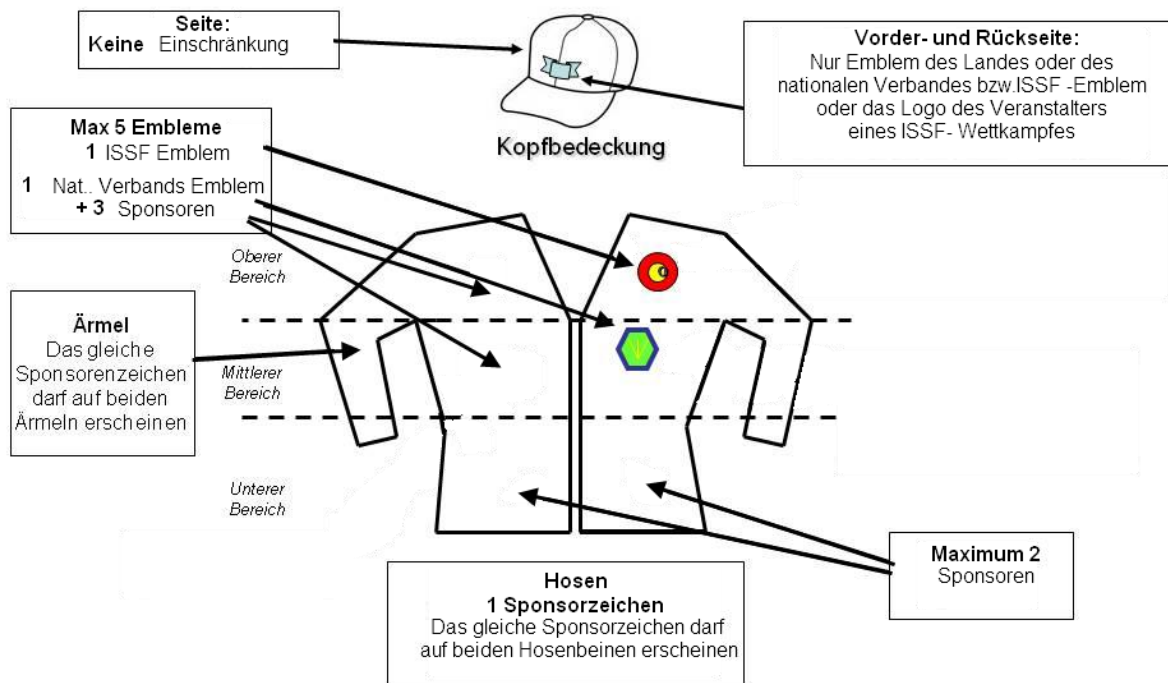 Seite:
Keine Einschränkung
Vorder- und Rückseite:
Nur Emblem des Landes oder des
nationalen Verbandes bzw.ISSF -Emblem
oder das Logo des Veranstalters
eines ISSF- Wettkampfes
Kopfbedeckung
Max 5 Embleme
1 ISSF Emblem
1 Nat.. Verbands Emblem
+ 3 Sponsoren
Oberer
Bereich
Ärmel
Das gleiche
Sponsorenzeichen
darf auf beiden
Ärmeln erscheinen
Mittlerer
Bereich
Unterer
Bereich
Maximum 2
Sponsoren
Hosen
1 Sponsorzeichen
Das gleiche Sponsorzeichen darf
auf beiden Hosenbeinen erscheinen